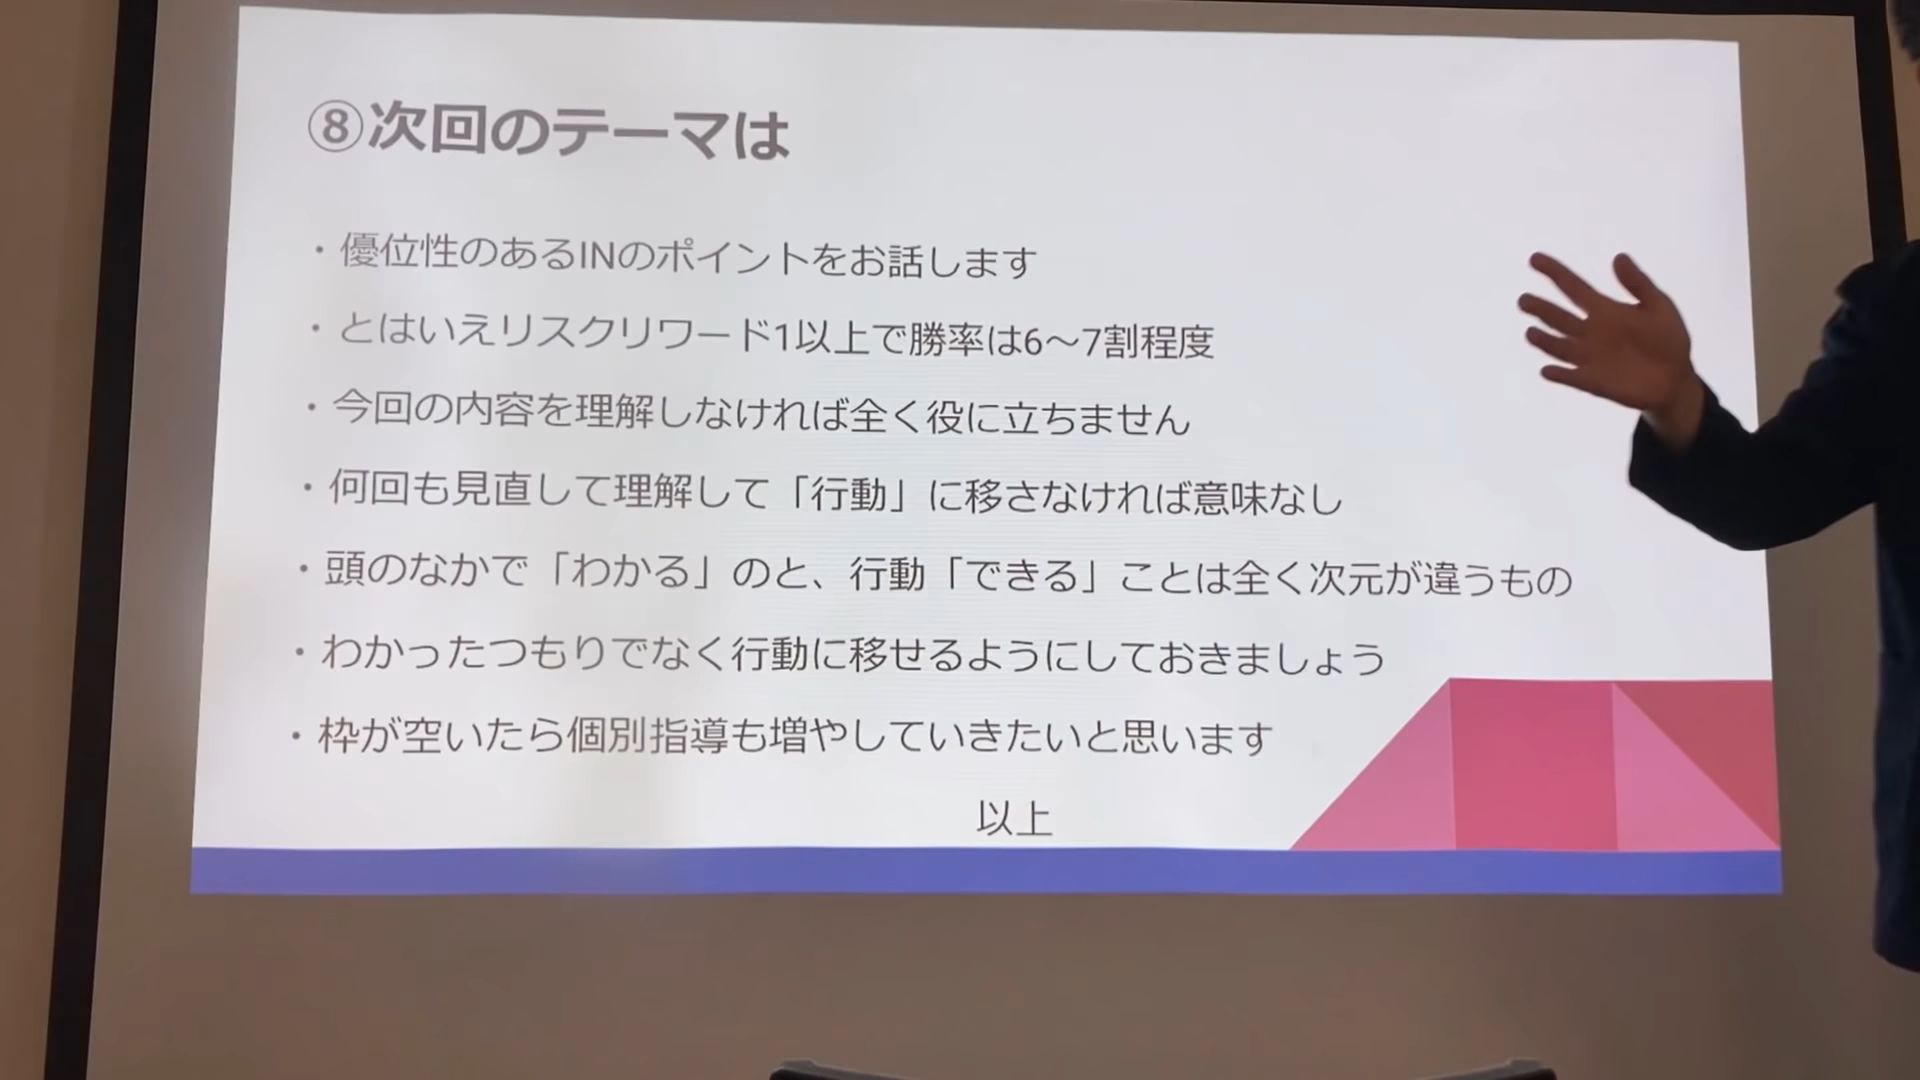 ⑧次回のテーマは
・優位性のあるINのポイントをお話します
・とはいえリスクリワード1以上で勝率は6～7割程度
・今回の内容を理解しなければ全く役に立ちません
・何回も見直して理解して「行動」に移さなければ意味なし
・頭のなかで「わかる」のと、行動「できる」ことは全く次元が違うもの
・わかったつもりでなく行動に移せるようにしておきましょう
・枠が空いたら個別指導も増やしていきたいと思います
以上